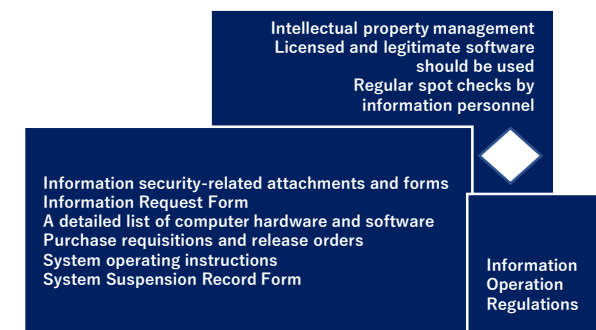 Intellectual property management
Licensed and legitimate software
should be used
Regular spot checks by
information personnel
Information security-related attachments and forms
Information Request Form
A detailed list of computer hardware and software
Purchase requisitions and release orders
System operating instructions
System Suspension Record Form
Information
Operation
Regulations